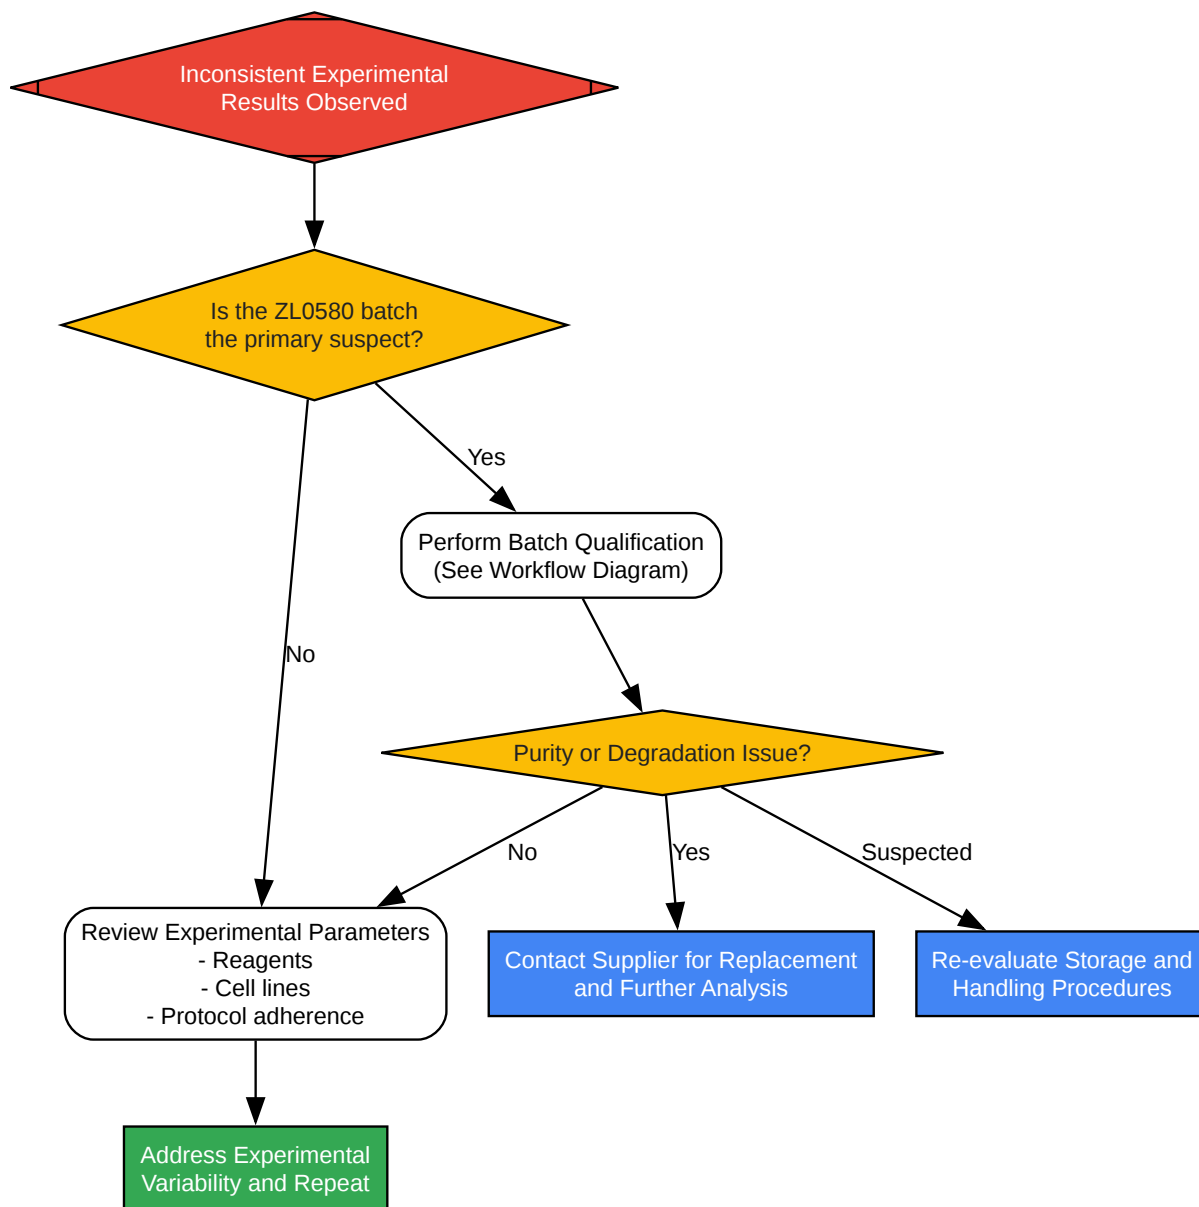 Inconsistent Experimental
Results Observed
Is the ZL0580 batch
the primary suspect?
Yes
Perform Batch Qualification
(See Workflow Diagram)
No
Purity or Degradation Issue?
No
Yes
Suspected
Review Experimental Parameters
- Reagents
- Cell lines
- Protocol adherence
Contact Supplier for Replacement
and Further Analysis
Re-evaluate Storage and
Handling Procedures
Address Experimental
Variability and Repeat